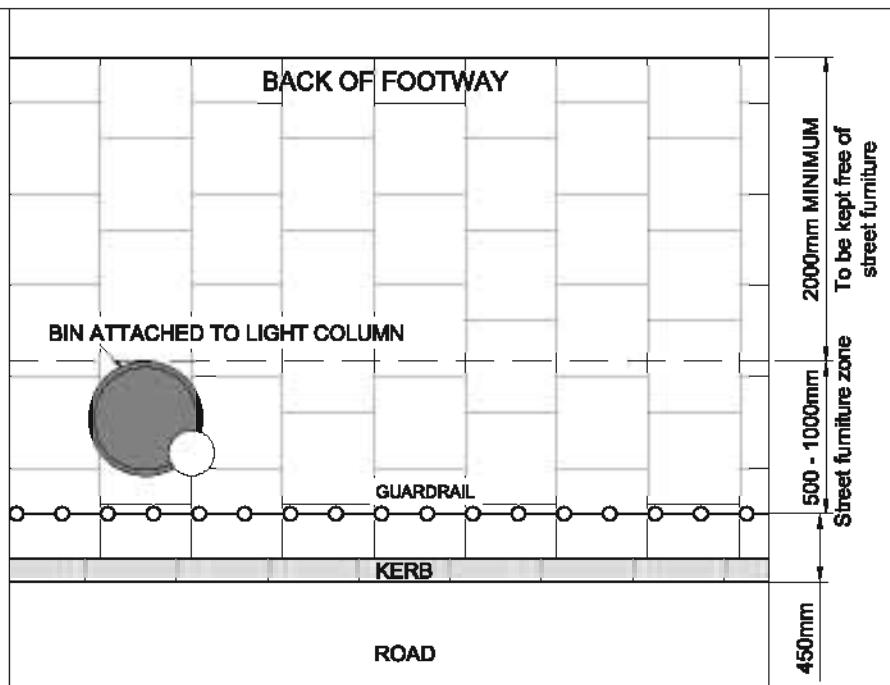 BACK OF FOOTWAY
2000mm MINIMUM
To be kept free of
street furniture
BIN ATTACHED TO LIGHT COLUMN
500 - 1000mm
Street furniture zone
GUARDRAIL
KERB
450mm
ROAD